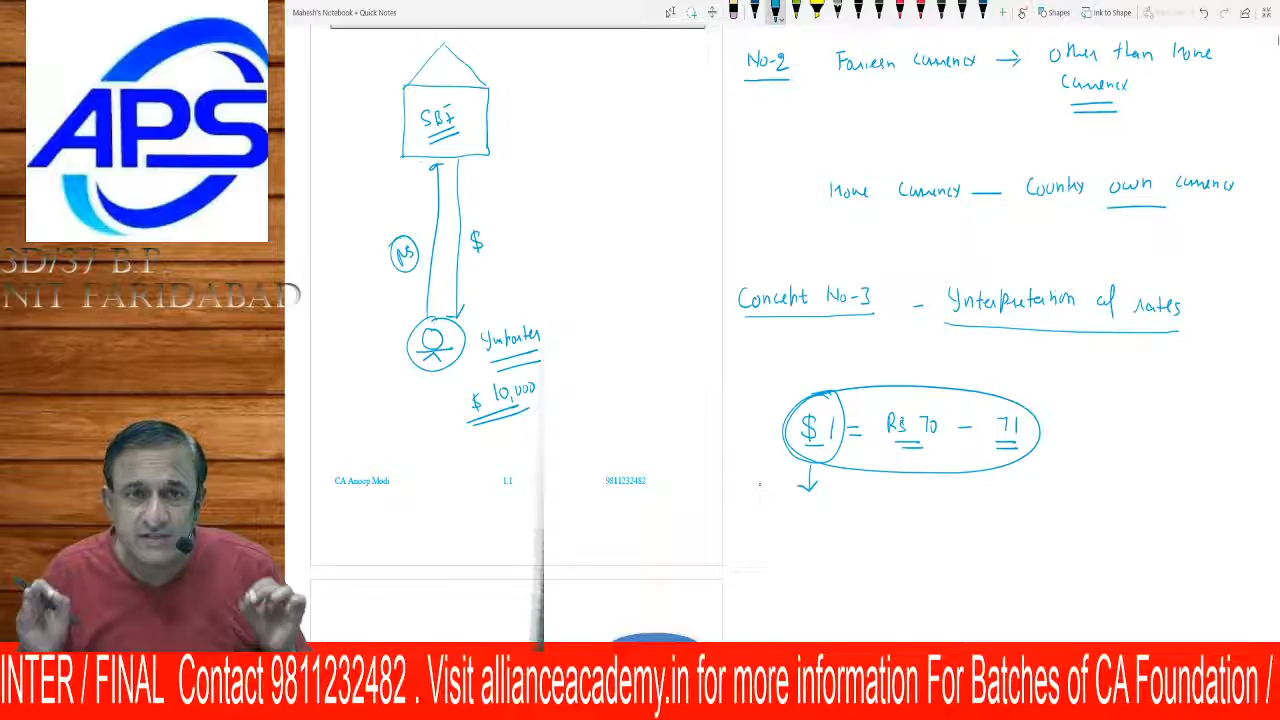 Mahesh's Notebook + Quick Notes
Shapes
Ink to Shape
APS
3D/37 B.P.
NIT FARIDABAD
SBI
Rs
$
Importer
$ 10,000
CA Anoop Modi
1.1
9811232482
No-2 Foriegn currency → Other than Home
Currency
Home Currency — Country own currency
Concept No-3 - Interpretation of rates
$ 1 = RS 70 - 71
INTER / FINAL Contact 9811232482 . Visit allianceacademy.in for more information For Batches of CA Foundation /